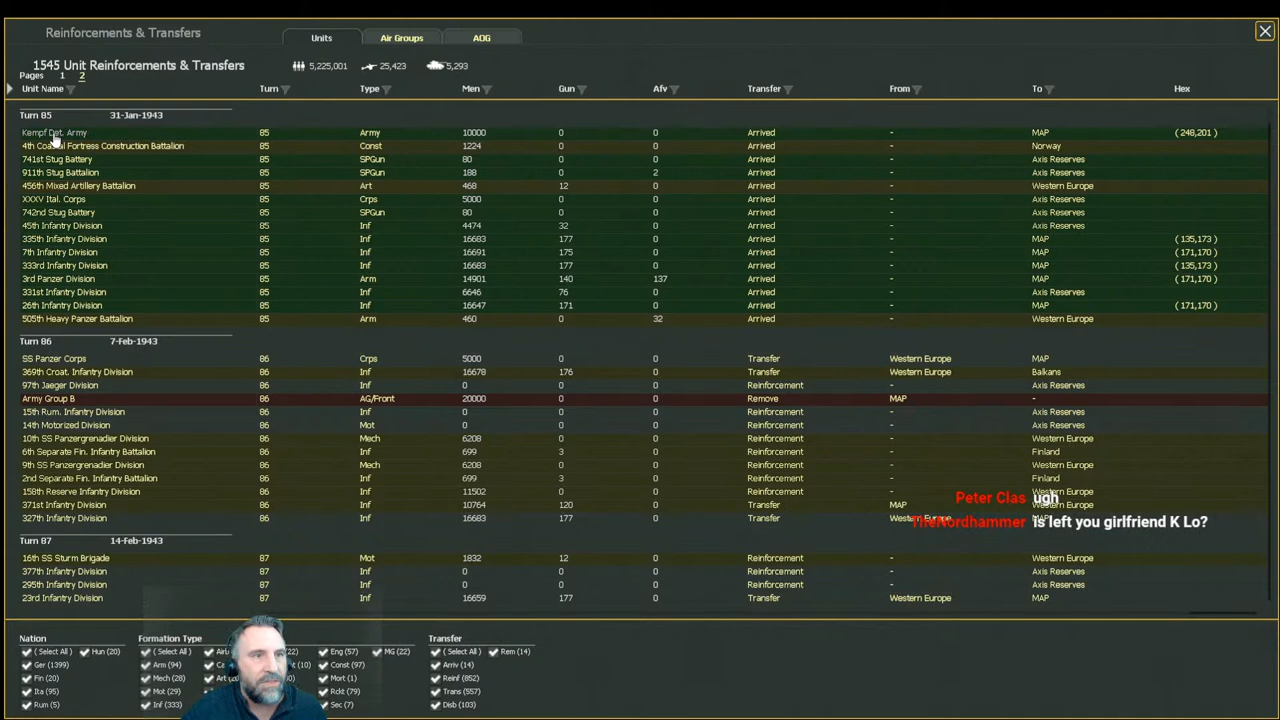 Reinforcements & Transfers Units Air Groups AOG
1545 Unit Reinforcements & Transfers 5,225,001 25,423 5,293
Pages 1 2
Unit Name Turn Type Men Gun Afv Transfer From To Hex
Turn 85 31-Jan-1943
Kempf Det. Army 85 Army 10000 0 0 Arrived - MAP (248,201)
4th Coastal Fortress Construction Battalion 85 Const 1224 0 0 Arrived - Norway
741st Stug Battery 85 SPGun 80 0 0 Arrived - Axis Reserves
911th Stug Battalion 85 SPGun 188 0 2 Arrived - Axis Reserves
456th Mixed Artillery Battalion 85 Art 468 12 0 Arrived - Western Europe
XXXV Ital. Corps 85 Crps 5000 0 0 Arrived - Axis Reserves
742nd Stug Battery 85 SPGun 80 0 0 Arrived - Axis Reserves
45th Infantry Division 85 Inf 4474 32 0 Arrived - Axis Reserves
335th Infantry Division 85 Inf 16683 177 0 Arrived - MAP (135,173)
7th Infantry Division 85 Inf 16691 175 0 Arrived - MAP (171,170)
333rd Infantry Division 85 Inf 16683 177 0 Arrived - MAP (135,173)
3rd Panzer Division 85 Arm 14901 140 137 Arrived - MAP (171,170)
331st Infantry Division 85 Inf 6646 76 0 Arrived - Axis Reserves
26th Infantry Division 85 Inf 16647 171 0 Arrived - MAP (171,170)
505th Heavy Panzer Battalion 85 Arm 460 0 32 Arrived - Western Europe
Turn 86 7-Feb-1943
SS Panzer Corps 86 Crps 5000 0 0 Transfer Western Europe MAP
369th Croat. Infantry Division 86 Inf 16678 176 0 Transfer Western Europe Balkans
97th Jaeger Division 86 Inf 0 0 0 Reinforcement - Axis Reserves
Army Group B 86 AG/Front 20000 0 0 Remove MAP -
15th Rum. Infantry Division 86 Inf 0 0 0 Reinforcement - Axis Reserves
14th Motorized Division 86 Mot 0 0 0 Reinforcement - Axis Reserves
10th SS Panzergrenadier Division 86 Mech 6208 0 0 Reinforcement - Western Europe
6th Separate Fin. Infantry Battalion 86 Inf 699 3 0 Reinforcement - Finland
9th SS Panzergrenadier Division 86 Mech 6208 0 0 Reinforcement - Western Europe
2nd Separate Fin. Infantry Battalion 86 Inf 699 3 0 Reinforcement - Finland
158th Reserve Infantry Division 86 Inf 11502 0 0 Reinforcement - Western Europe
Peter Clas ugh
371st Infantry Division 86 Inf 10764 120 0 Transfer MAP Western Europe
327th Infantry Division 86 Inf 16683 177 0 Transfer Western Europe MAP
TheNordhammer is left you girlfriend K Lo?
Turn 87 14-Feb-1943
16th SS Sturm Brigade 87 Mot 1832 12 0 Reinforcement - Western Europe
377th Infantry Division 87 Inf 0 0 0 Reinforcement - Axis Reserves
295th Infantry Division 87 Inf 0 0 0 Reinforcement - Axis Reserves
23rd Infantry Division 87 Inf 16659 177 0 Transfer Western Europe MAP
Nation Formation Type Transfer
( Select All ) Hun (20) ( Select All ) Eng (57) MG (22) ( Select All ) Rem (14)
Ger (1399) Arm (94) Const (97) Arriv (14)
Fin (20) Mech (28) Mort (1) Reinf (852)
Ita (95) Mot (29) Rckt (79) Trans (557)
Rum (5) Inf (333) Sec (7) Disb (103)